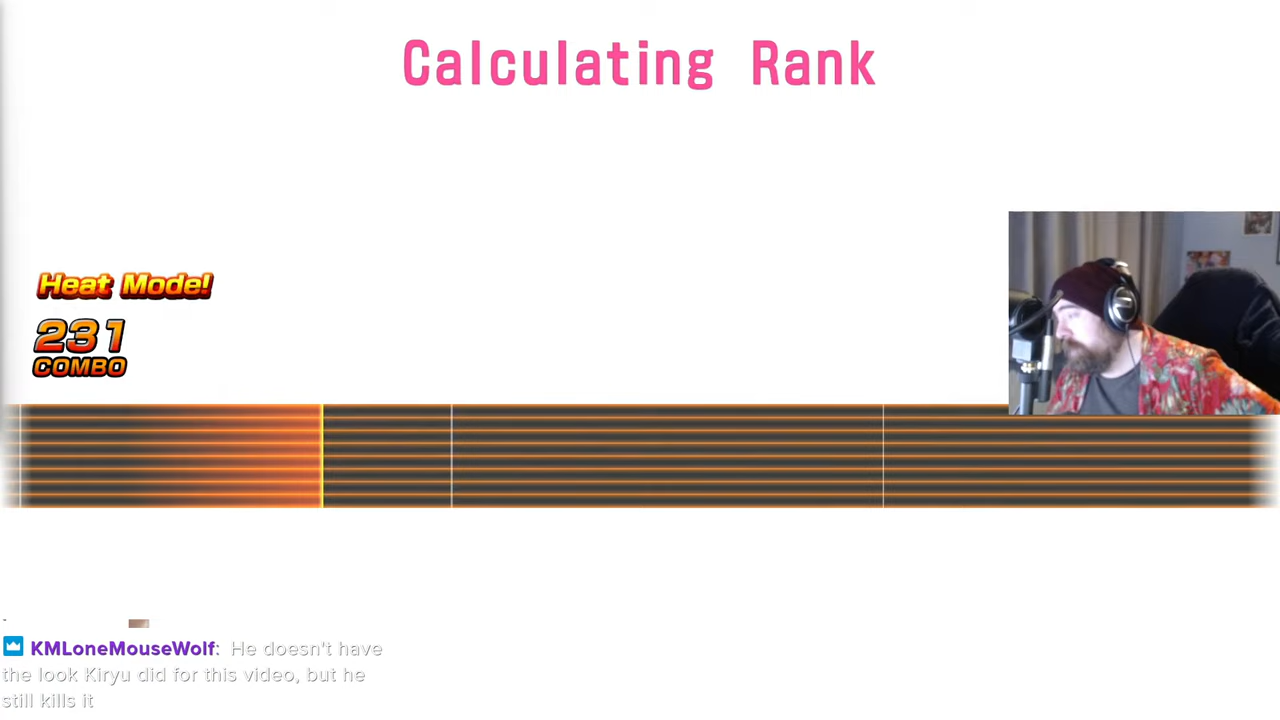 Calculating Rank
Heat Mode!
231
COMBO
KMLoneMouseWolf: He doesn't have
the look Kiryu did for this video, but he
still kills it